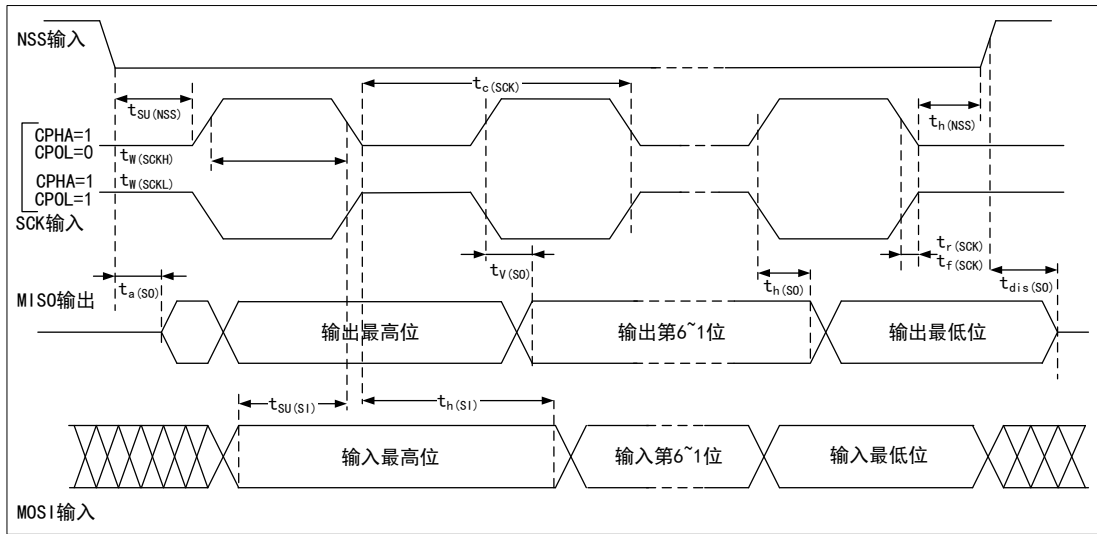 NSS输入
tc(SCK)
tSU(NSS)
th(NSS)
CPHA=1
CPOL=0
tW(SCKH)
CPHA=1
tW(SCKL)
CPOL=1
SCK输入
tr(SCK)
tV(SO)
tf(SCK)
ta(SO)
th(SO)
tdis(SO)
MISO输出
输出最高位
输出第6~1位
输出最低位
tSU(SI)
th(SI)
输入最高位
输入第6~1位
输入最低位
MOSI输入